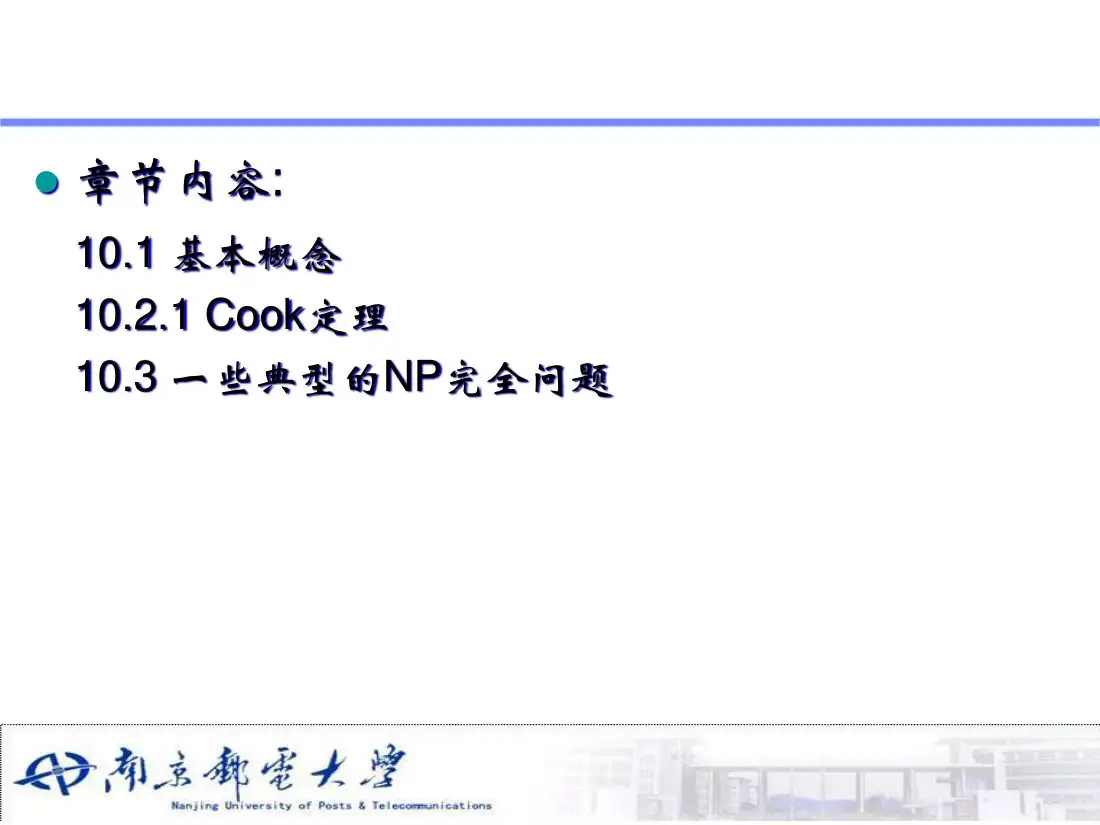 章节内容:
10.1 基本概念
10.2.1 Cook定理
10.3 一些典型的NP完全问题
南京郵電大學
Nanjing University of Posts & Telecommunications